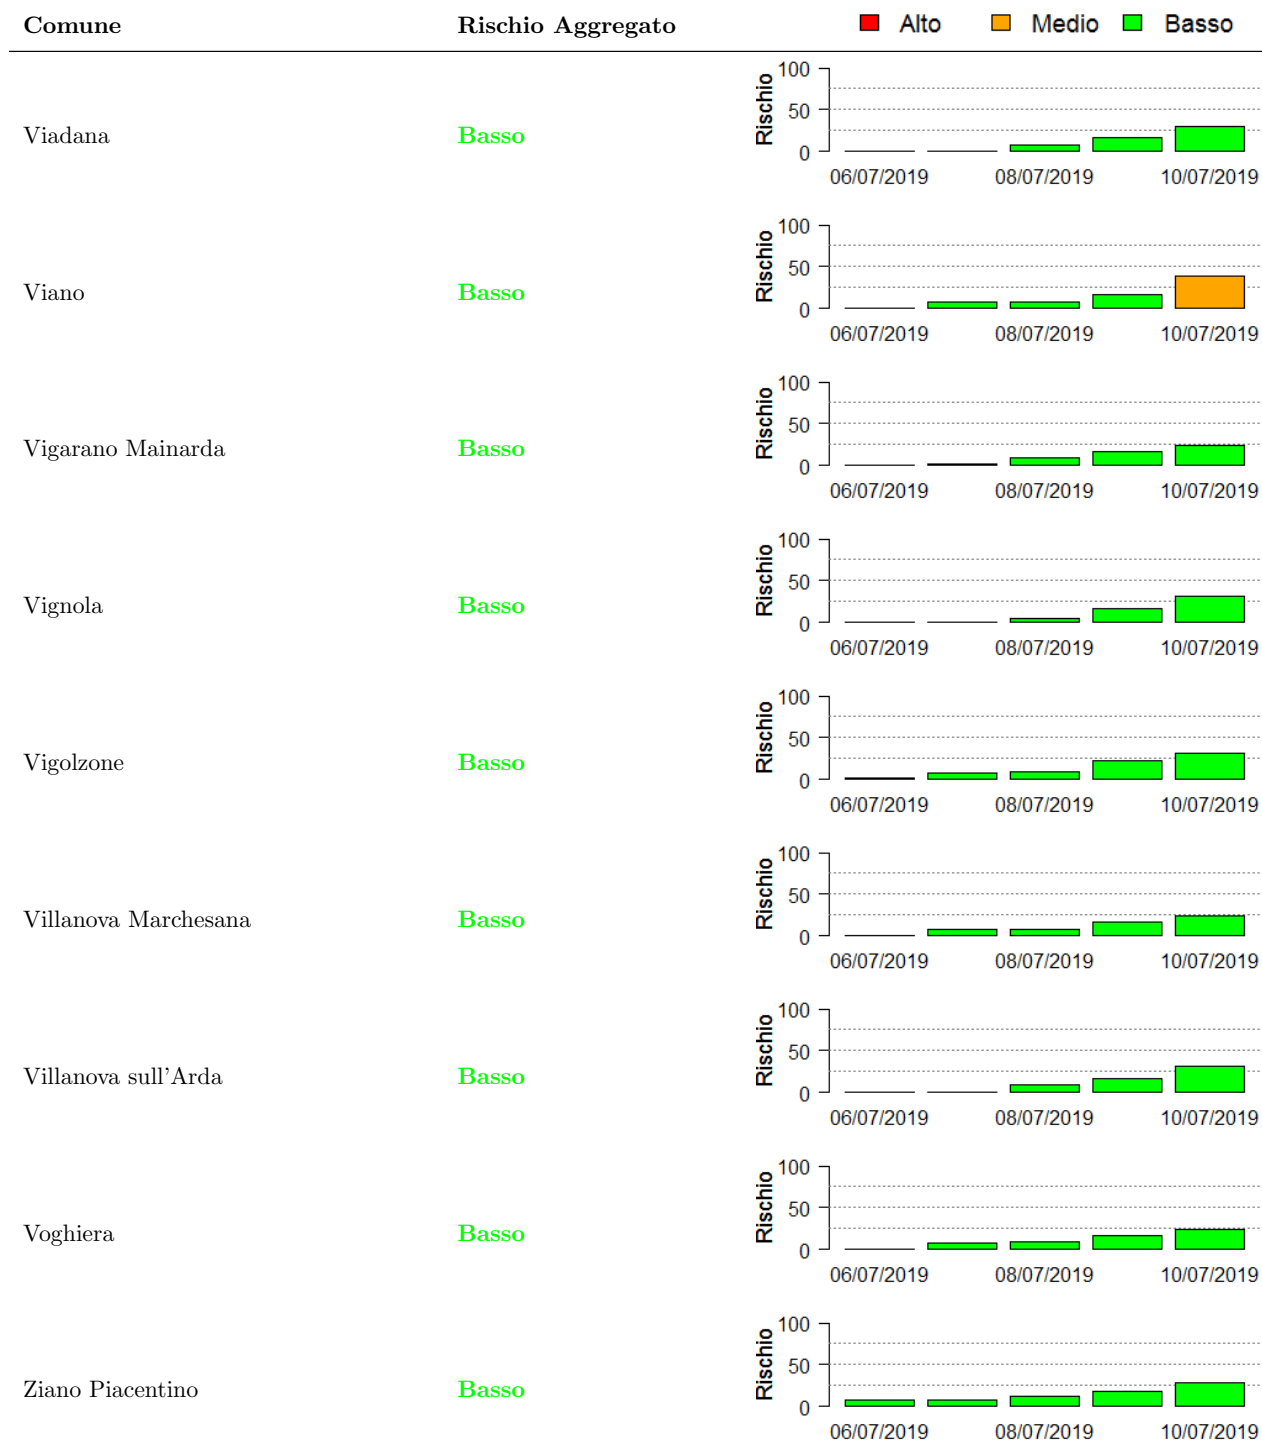 Comune Rischio Aggregato Alto Medio Basso
Viadana Basso Rischio 100 50 0
06/07/2019 08/07/2019 10/07/2019
Viano Basso Rischio 100 50 0
06/07/2019 08/07/2019 10/07/2019
Vigarano Mainarda Basso Rischio 100 50 0
06/07/2019 08/07/2019 10/07/2019
Vignola Basso Rischio 100 50 0
06/07/2019 08/07/2019 10/07/2019
Vigolzone Basso Rischio 100 50 0
06/07/2019 08/07/2019 10/07/2019
Villanova Marchesana Basso Rischio 100 50 0
06/07/2019 08/07/2019 10/07/2019
Villanova sull'Arda Basso Rischio 100 50 0
06/07/2019 08/07/2019 10/07/2019
Voghiera Basso Rischio 100 50 0
06/07/2019 08/07/2019 10/07/2019
Ziano Piacentino Basso Rischio 100 50 0
06/07/2019 08/07/2019 10/07/2019